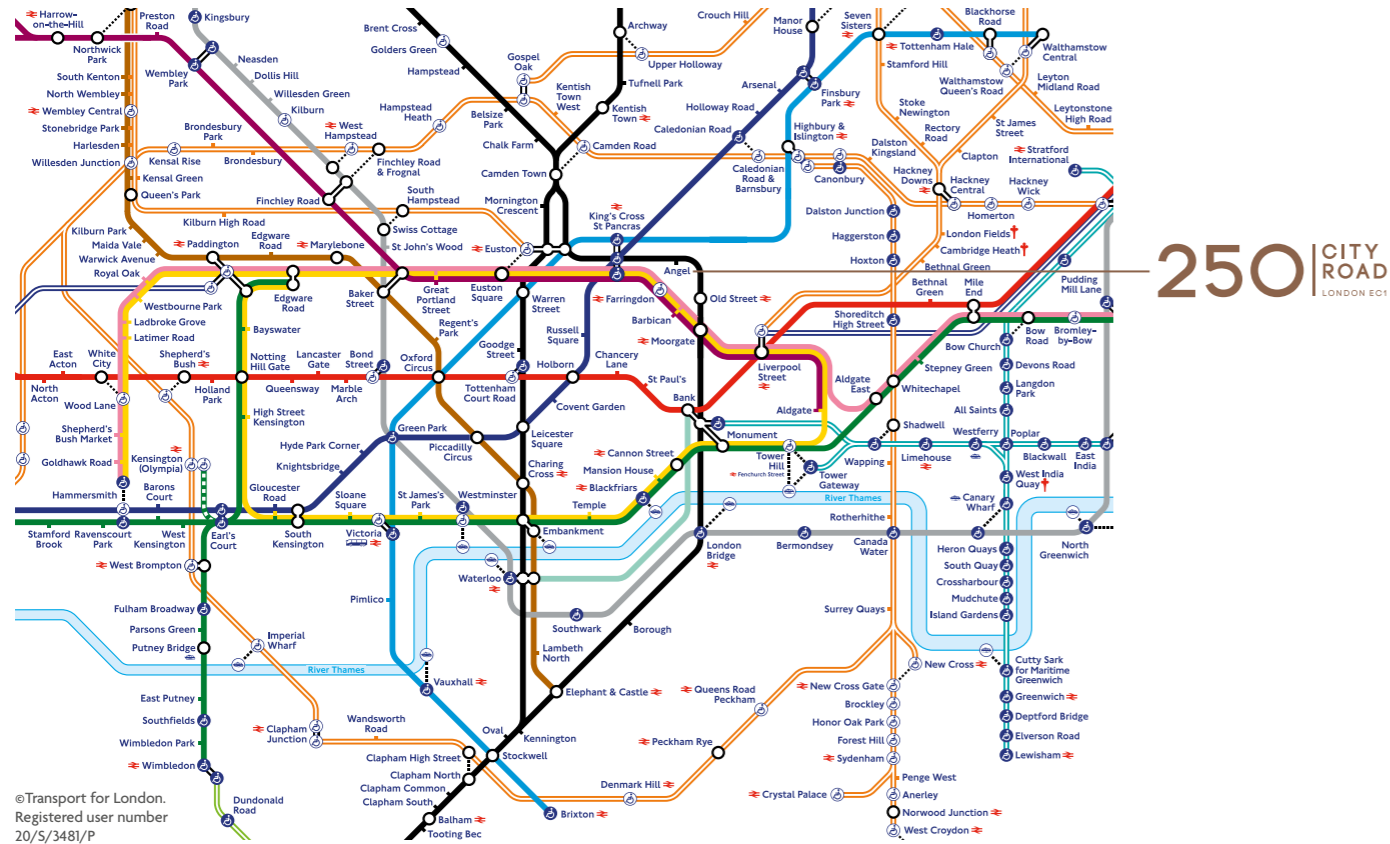 Harrow-
on-the-Hill
Northwick
Park
Preston
Road
Kingsbury
Wembley
Park
Neasden
Dollis Hill
Willesden Green
Kilburn
West
Hampstead
Finchley Road
& Frognal
Finchley Road
South
Hampstead
Swiss Cottage
St John's Wood
South Kenton
North Wembley
Wembley Central
Stonebridge Park
Harlesden
Willesden Junction
Kensal Green
Queen's Park
Kilburn Park
Maida Vale
Warwick Avenue
Royal Oak
Kensal Rise
Brondesbury
Park
Brondesbury
Kilburn High Road
Hampstead
Heath
Brent Cross
Golders Green
Hampstead
Belsize
Park
Chalk Farm
Camden Town
Mornington
Crescent
Gospel
Oak
Kentish
Town
West
Archway
Upper Holloway
Tufnell Park
Kentish
Town
Camden Road
Crouch Hill
Manor
House
Arsenal
Finsbury
Park
Holloway Road
Caledonian Road
Caledonian
Road &
Barnsbury
Highbury &
Islington
Canonbury
Seven
Sisters
Tottenham Hale
Blackhorse
Road
Walthamstow
Central
Walthamstow
Queen's Road
Leyton
Midland Road
Leytonstone
High Road
Stamford Hill
Stoke
Newington
Rectory
Road
St James
Street
Clapton
Stratford
International
Dalston
Kingsland
Hackney
Downs
Hackney
Central
Hackney
Wick
Homerton
Dalston Junction
Haggerston
Hoxton
London Fields
Cambridge Heath
Bethnal Green
Bethnal
Green
Mile
End
Pudding
Mill Lane
Shoreditch
High Street
Bow Church
Bow
Road
Bromley-
by-Bow
Stepney Green
Whitechapel
Aldgate
East
Aldgate
Devons Road
Langdon
Park
All Saints
Westferry
Poplar
Blackwall
East
India
Shadwell
Limehouse
Wapping
Rotherhithe
Canada
Water
Surrey Quays
West India
Quay
Canary
Wharf
Heron Quays
South Quay
Crossharbour
Mudchute
Island Gardens
Cutty Sark
for Maritime
Greenwich
Greenwich
Deptford Bridge
Elverson Road
Lewisham
North
Greenwich
Bermondsey
London
Bridge
River Thames
Paddington
Edgware
Road
Marylebone
Edgware
Road
Baker
Street
Great
Portland
Street
Euston
Square
Euston
King's Cross
St Pancras
Angel
Old Street
Farringdon
Barbican
Moorgate
Liverpool
Street
Warren
Street
Regent's
Park
Goodge
Street
Russell
Square
Oxford
Circus
Tottenham
Court Road
Holborn
Chancery
Lane
St Paul's
Bank
Monument
Tower
Hill
Fenchurch Street
Tower
Gateway
Covent Garden
Leicester
Square
Piccadilly
Circus
Charing
Cross
Cannon Street
Mansion House
Blackfriars
Temple
Embankment
Westbourne Park
Ladbroke Grove
Latimer Road
Bayswater
Notting
Hill Gate
Lancaster
Gate
Bond
Street
Queensway
Marble
Arch
Holland
Park
Shepherd's
Bush
White
City
Wood Lane
East
Acton
North
Acton
Shepherd's
Bush Market
Goldhawk Road
Hammersmith
Kensington
(Olympia)
High Street
Kensington
Barons
Court
Gloucester
Road
Stamford
Brook
Ravenscourt
Park
West
Kensington
Earl's
Court
South
Kensington
Sloane
Square
Knightsbridge
Hyde Park Corner
Green Park
Victoria
St James's
Park
Westminster
Waterloo
Southwark
Borough
Lambeth
North
Elephant & Castle
Kennington
Oval
Stockwell
Pimlico
Vauxhall
Brixton
West Brompton
Fulham Broadway
Parsons Green
Putney Bridge
East Putney
Southfields
Wimbledon Park
Wimbledon
Dundonald
Road
Imperial
Wharf
River Thames
Clapham
Junction
Wandsworth
Road
Clapham High Street
Clapham North
Clapham Common
Clapham South
Balham
Tooting Bec
Denmark Hill
Peckham Rye
Queens Road
Peckham
New Cross
New Cross Gate
Brockley
Honor Oak Park
Forest Hill
Sydenham
Crystal Palace
Penge West
Anerley
Norwood Junction
West Croydon
250
CITY
ROAD
LONDON EC1
©Transport for London.
Registered user number
20/S/3481/P